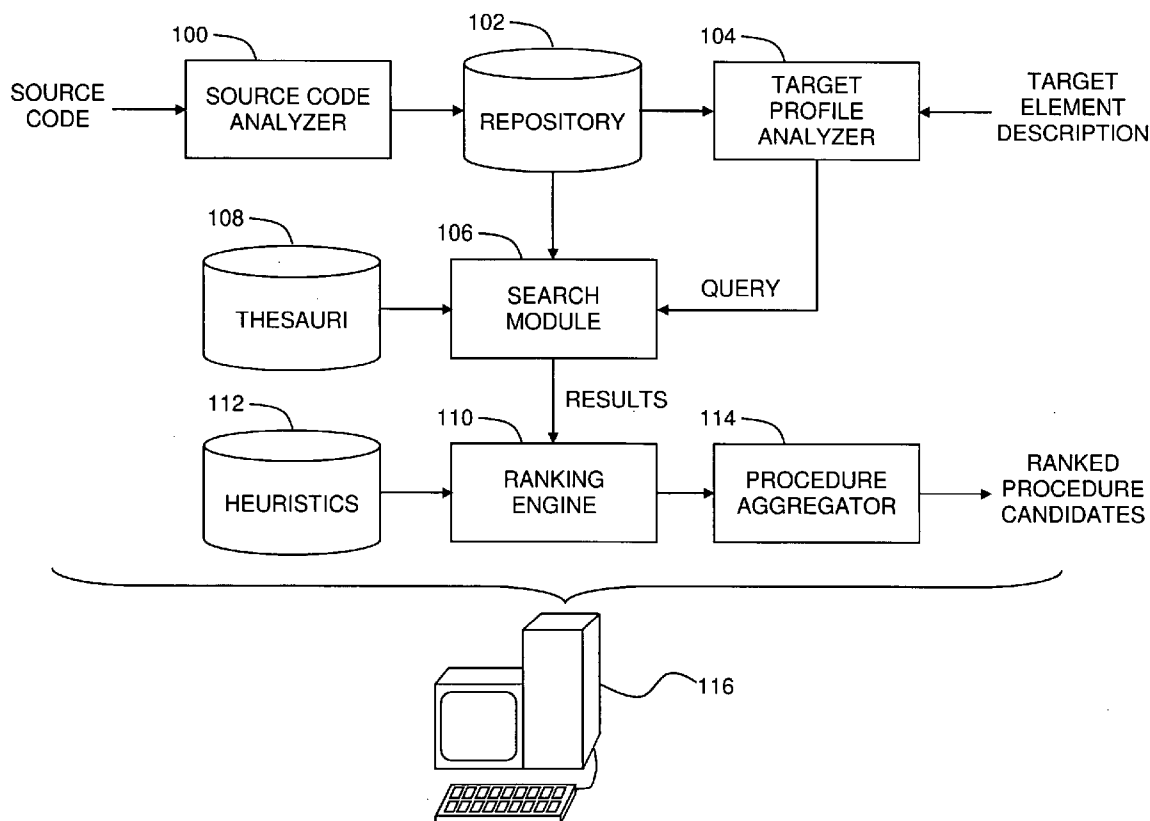 100
102
104
SOURCE
CODE
SOURCE CODE
ANALYZER
REPOSITORY
TARGET
PROFILE
ANALYZER
TARGET
ELEMENT
DESCRIPTION
108
106
THESAURI
SEARCH
MODULE
QUERY
RESULTS
112
110
114
HEURISTICS
RANKING
ENGINE
PROCEDURE
AGGREGATOR
RANKED
PROCEDURE
CANDIDATES
116